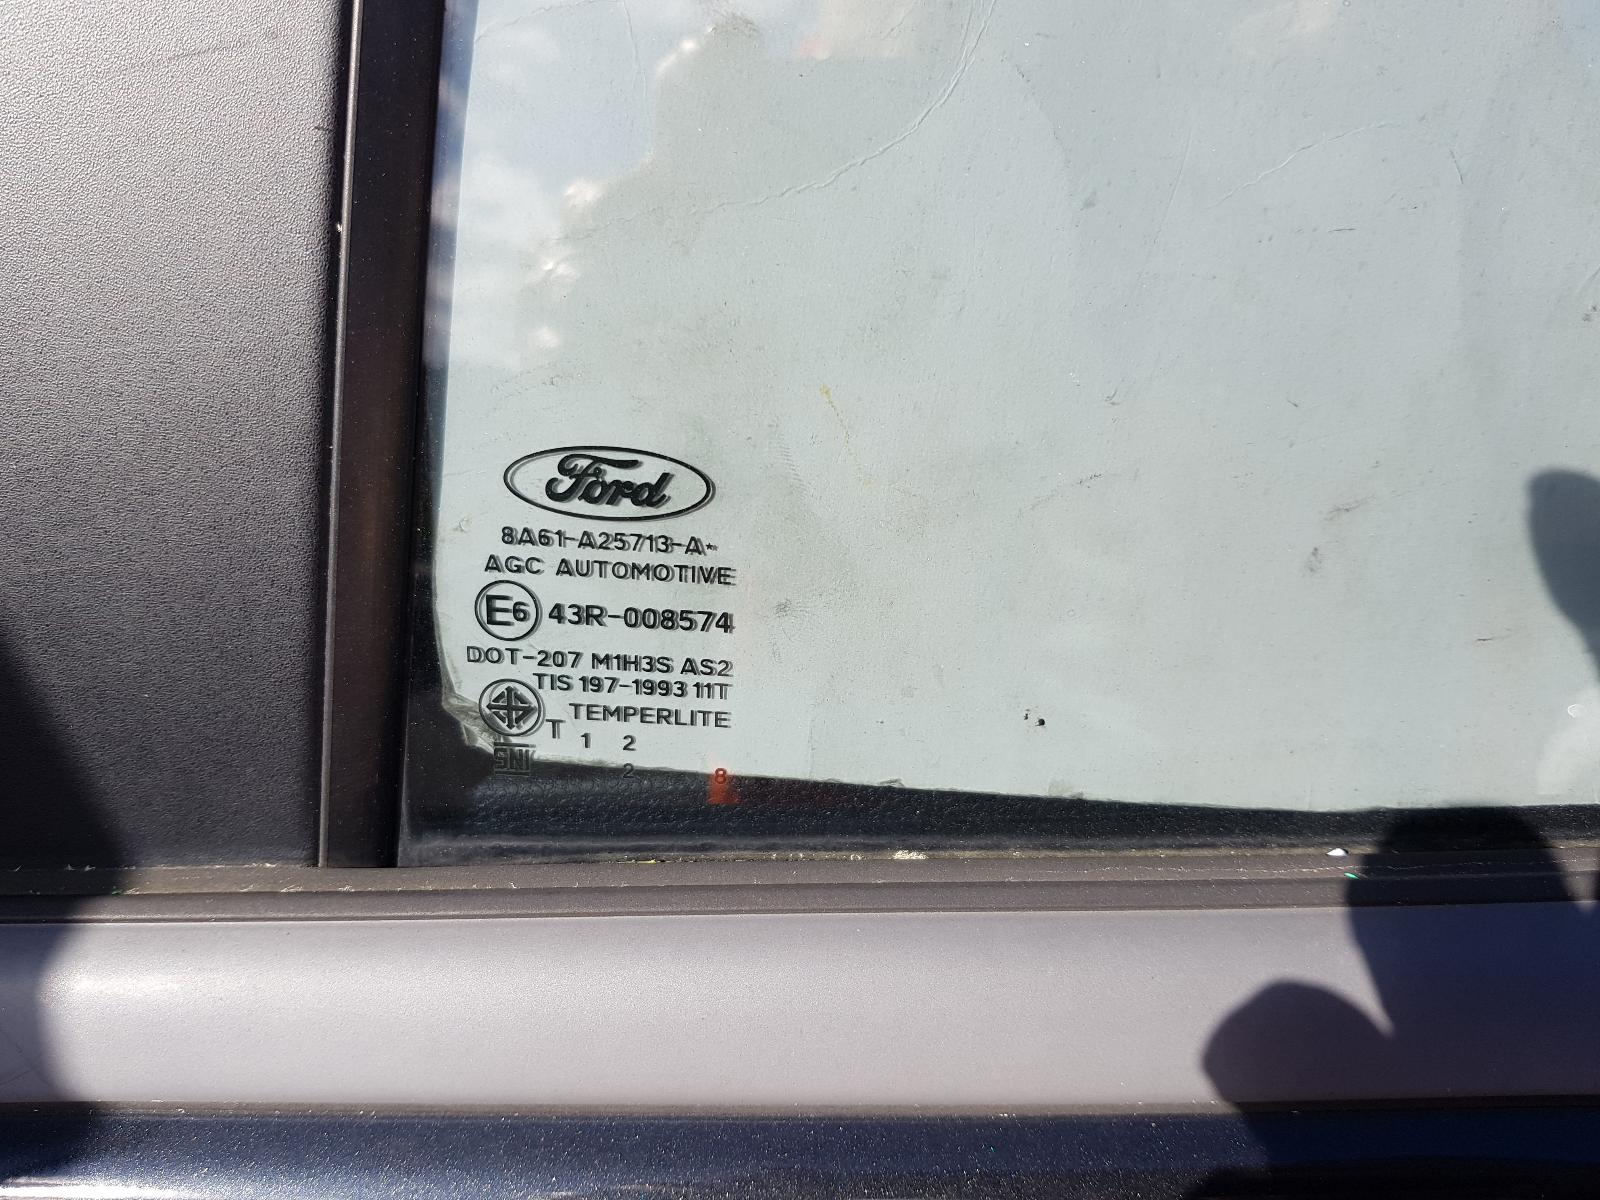 Ford
8A61-A25713-A*
AGC AUTOMOTIVE
E6 43R-008574
DOT-207 M1H3S AS2
TIS 197-1993 11T
TEMPERLITE
T 1 2
SNI 2 8